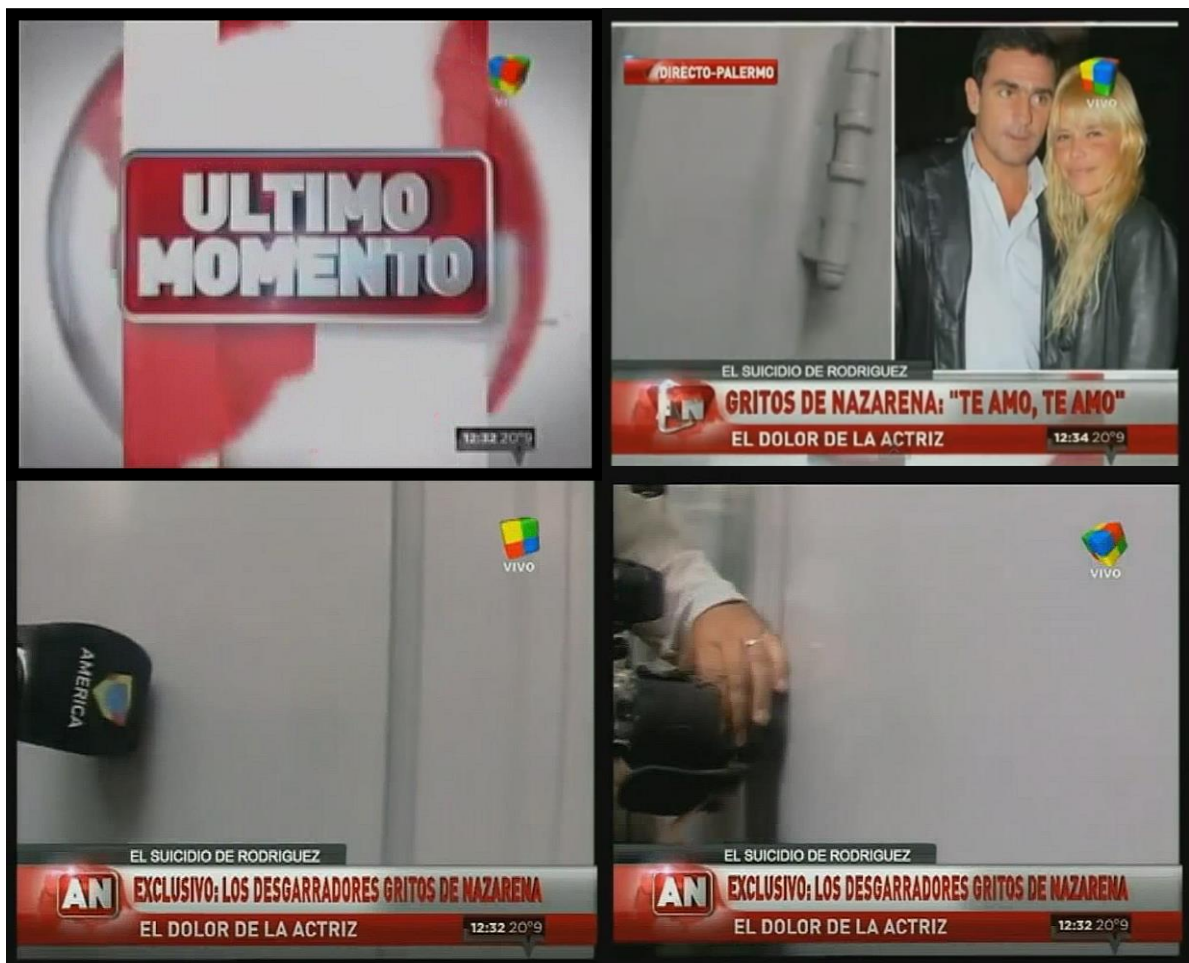 VIVO
ULTIMO
MOMENTO
12:32 20°9
/DIRECTO-PALERMO
VIVO
EL SUICIDIO DE RODRIGUEZ
AN GRITOS DE NAZARENA: "TE AMO, TE AMO"
EL DOLOR DE LA ACTRIZ 12:34 20°9
VIVO
AMERICA
EL SUICIDIO DE RODRIGUEZ
AN EXCLUSIVO: LOS DESGARRADORES GRITOS DE NAZARENA
EL DOLOR DE LA ACTRIZ 12:32 20°9
VIVO
EL SUICIDIO DE RODRIGUEZ
AN EXCLUSIVO: LOS DESGARRADORES GRITOS DE NAZARENA
EL DOLOR DE LA ACTRIZ 12:32 20°9